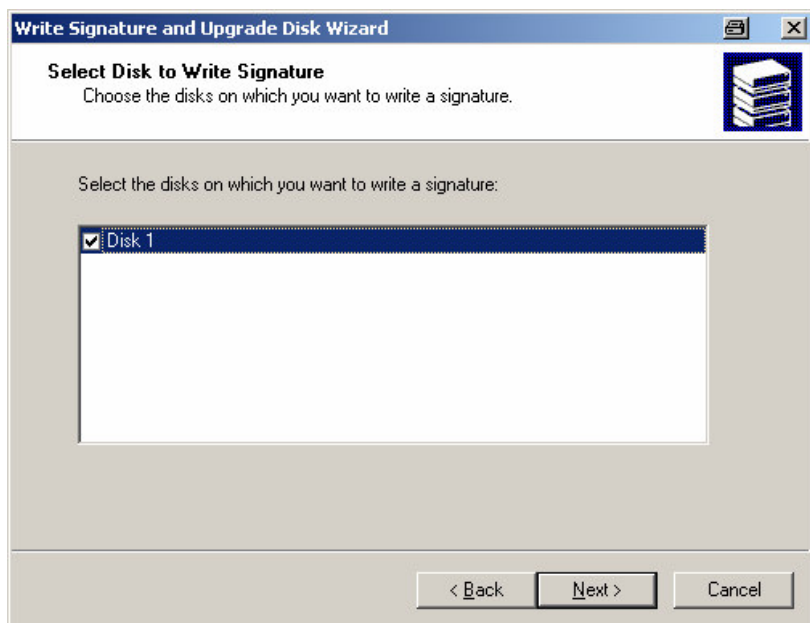 Write Signature and Upgrade Disk Wizard
Select Disk to Write Signature
Choose the disks on which you want to write a signature.
Select the disks on which you want to write a signature:
Disk 1
< Back Next > Cancel